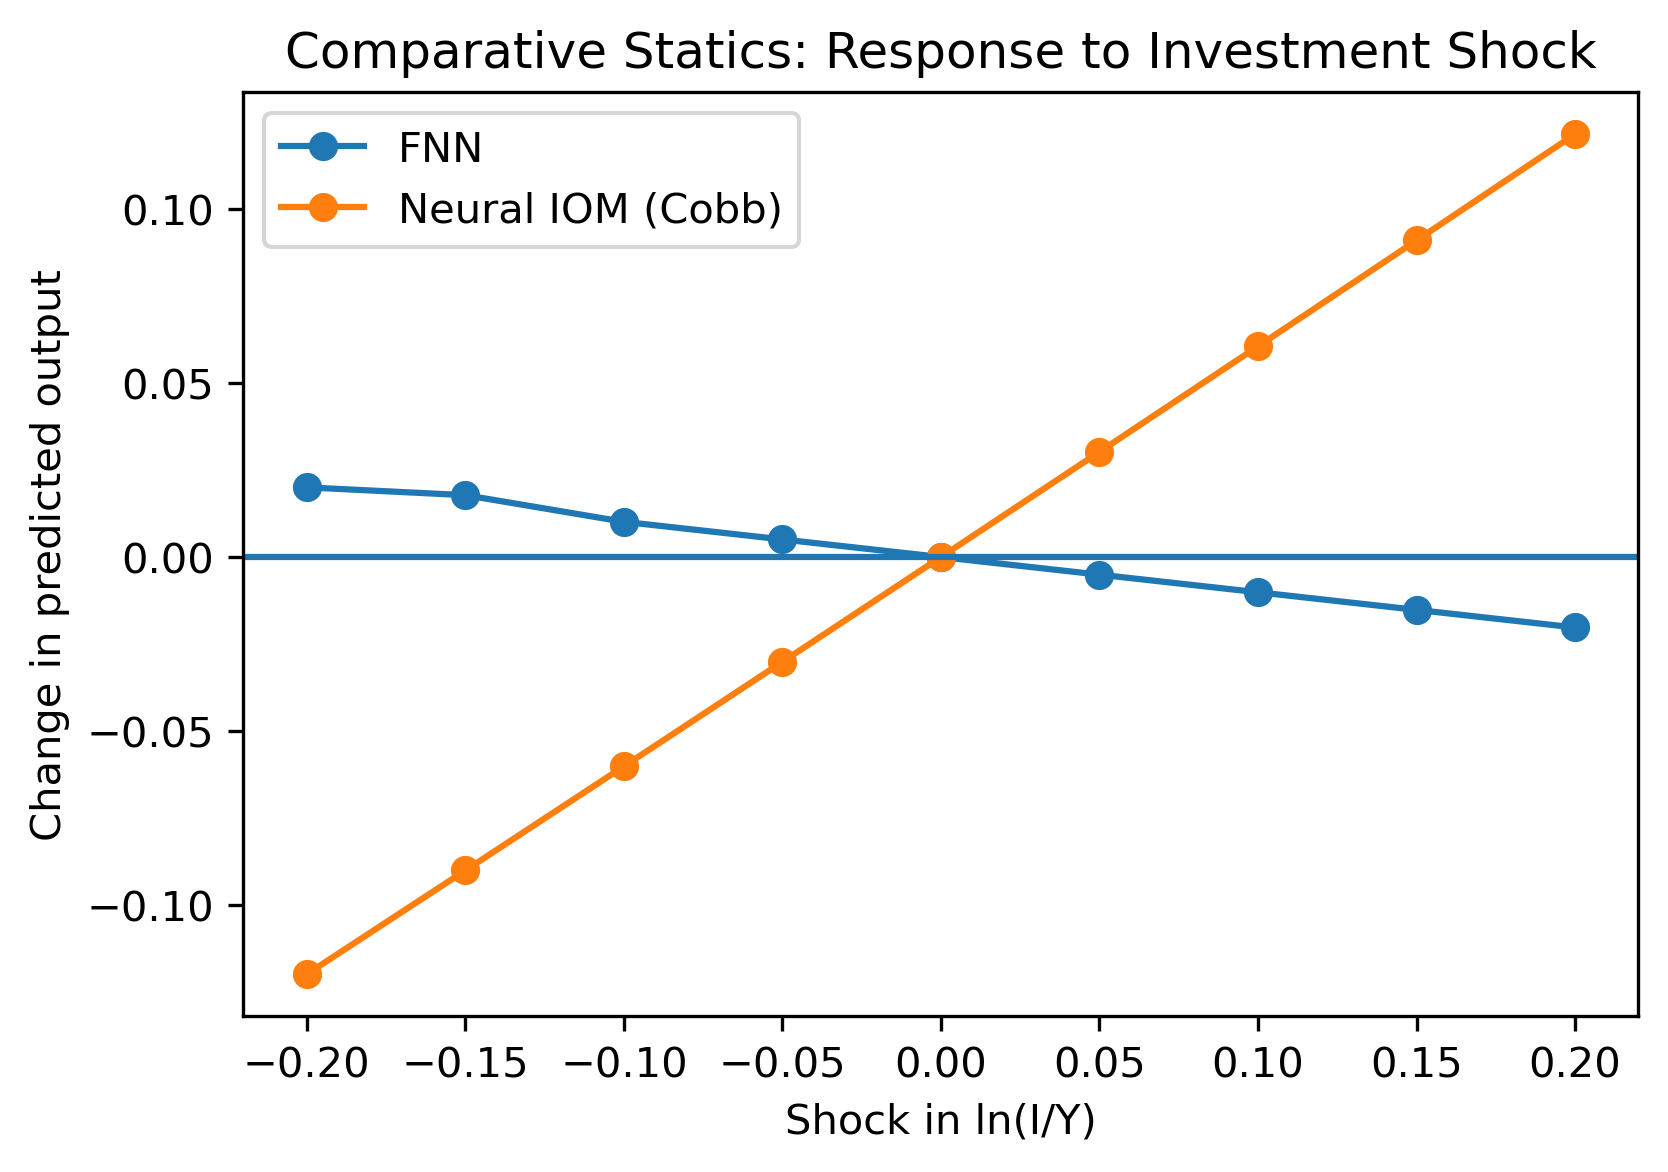 Comparative Statics: Response to Investment Shock
FNN
Neural IOM (Cobb)
Change in predicted output
0.10
0.05
0.00
−0.05
−0.10
−0.20 −0.15 −0.10 −0.05 0.00 0.05 0.10 0.15 0.20
Shock in ln(I/Y)